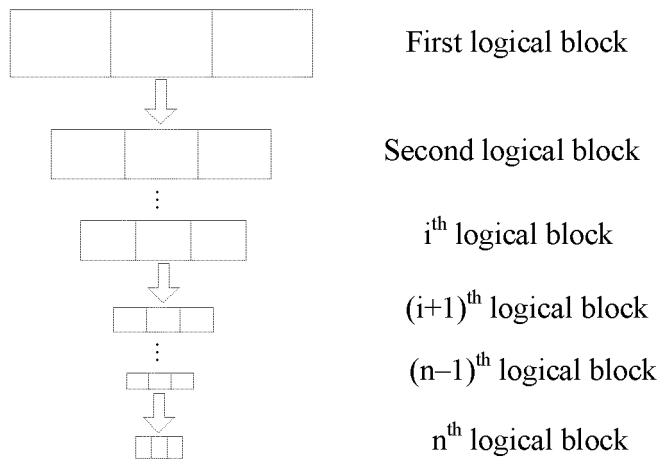 First logical block
Second logical block
i^th logical block
(i+1)^th logical block
(n–1)^th logical block
n^th logical block